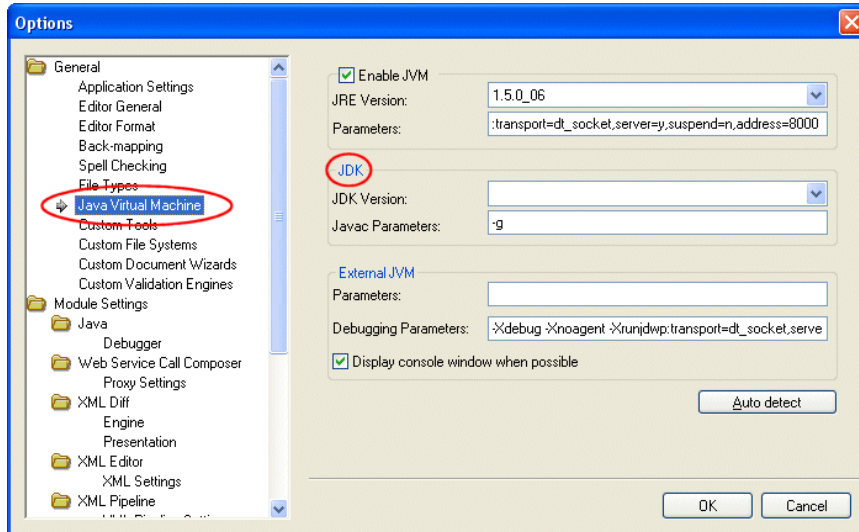 Options
General
Application Settings
Editor General
Editor Format
Back-mapping
Spell Checking
File Types
Java Virtual Machine
Custom Tools
Custom File Systems
Custom Document Wizards
Custom Validation Engines
Module Settings
Java
Debugger
Web Service Call Composer
Proxy Settings
XML Diff
Engine
Presentation
XML Editor
XML Settings
XML Pipeline
Enable JVM
JRE Version: 1.5.0_06
Parameters: :transport=dt_socket,server=y,suspend=n,address=8000
JDK
JDK Version:
Javac Parameters: -g
External JVM
Parameters:
Debugging Parameters: -Xdebug -Xnoagent -Xrunjdwp:transport=dt_socket,serve
Display console window when possible
Auto detect
OK Cancel